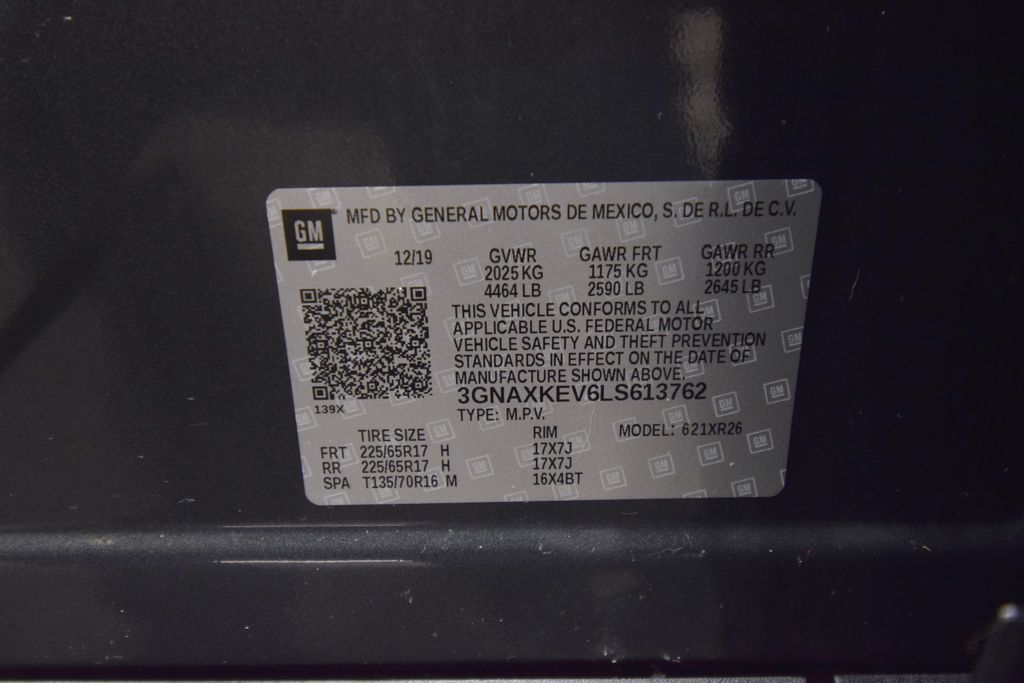 GM MFD BY GENERAL MOTORS DE MEXICO, S. DE R.L. DE C.V.
12/19 GVWR GAWR FRT GAWR RR
2025 KG 1175 KG 1200 KG
4464 LB 2590 LB 2645 LB
THIS VEHICLE CONFORMS TO ALL
APPLICABLE U.S. FEDERAL MOTOR
VEHICLE SAFETY AND THEFT PREVENTION
STANDARDS IN EFFECT ON THE DATE OF
MANUFACTURE SHOWN ABOVE.
3GNAXKEV6LS613762
139X
TYPE: M.P.V.
TIRE SIZE RIM MODEL: 621XR26
FRT 225/65R17 H 17X7J
RR 225/65R17 H 17X7J
SPA T135/70R16 M 16X4BT